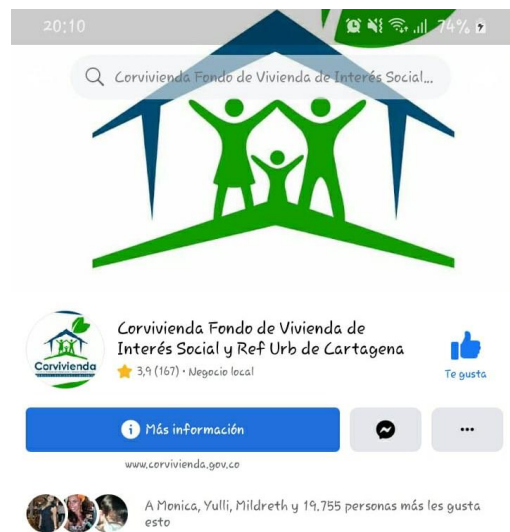 20:10
74%
Corvivienda Fondo de Vivienda de Interés Social...
Corvivienda Fondo de Vivienda de
Interés Social y Ref Urb de Cartagena
3,9 (167) · Negocio local
Te gusta
Corvivienda
Más información
www.corvivienda.gov.co
A Monica, Yulli, Mildreth y 19.755 personas más les gusta
esto